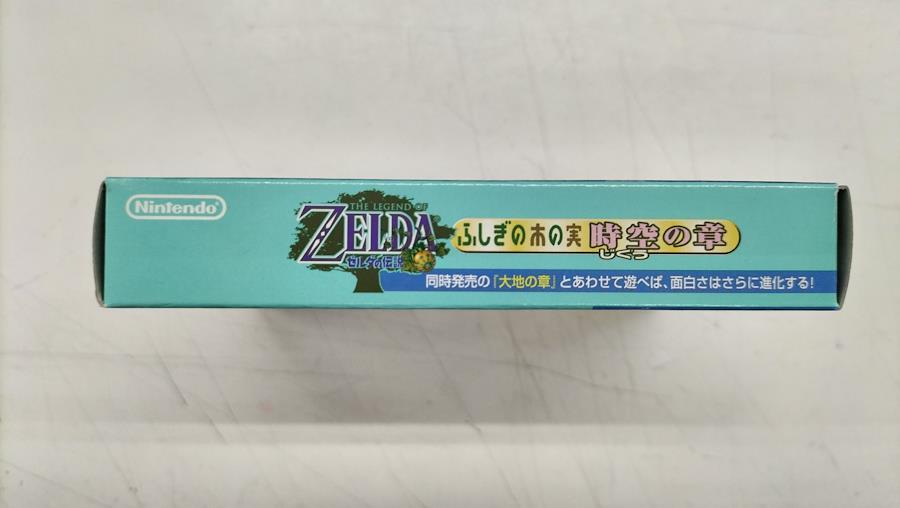 Nintendo
THE LEGEND OF
ZELDA
ゼルダの伝説
ふしぎの木の実 時空の章
じくう
同時発売の『大地の章』とあわせて遊べば、面白さはさらに進化する!